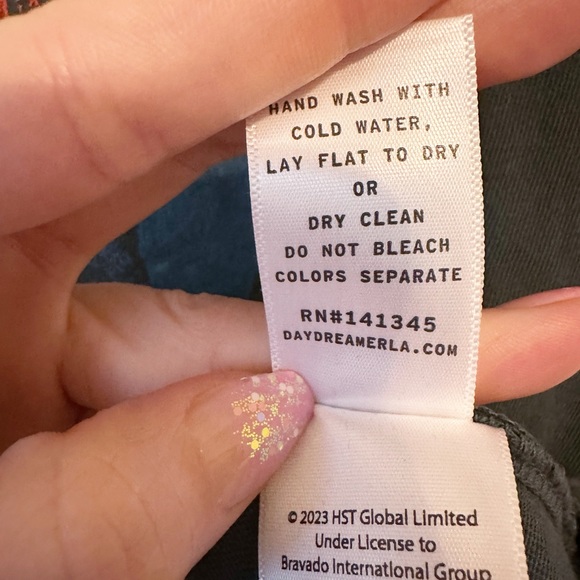 HAND WASH WITH
COLD WATER,
LAY FLAT TO DRY
OR
DRY CLEAN
DO NOT BLEACH
COLORS SEPARATE
RN#141345
DAYDREAMERLA.COM
© 2023 HST Global Limited
Under License to
Bravado International Group